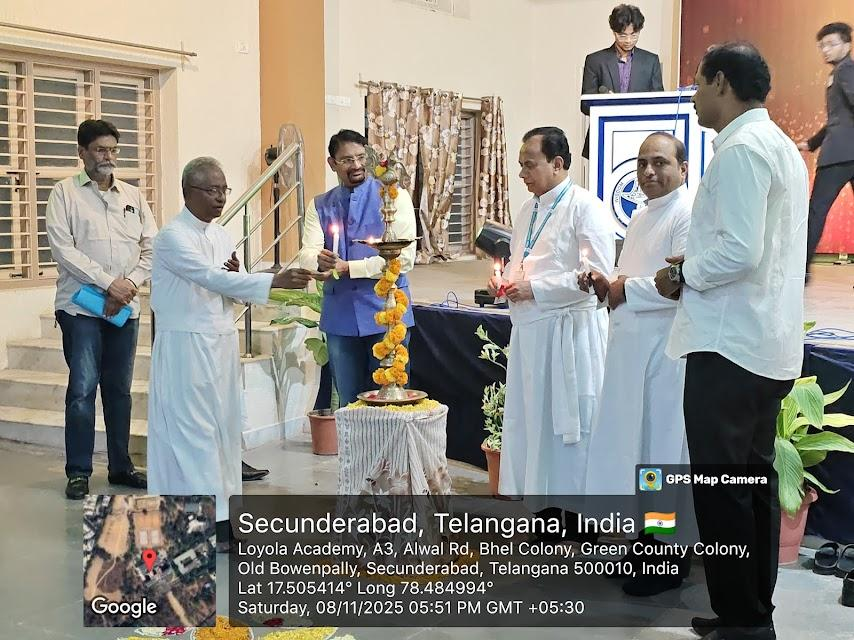 GPS Map Camera
Secunderabad, Telangana, India 🇮🇳
Loyola Academy, A3, Alwal Rd, Bhel Colony, Green County Colony,
Old Bowenpally, Secunderabad, Telangana 500010, India
Lat 17.505414° Long 78.484994°
Saturday, 08/11/2025 05:51 PM GMT +05:30
Google